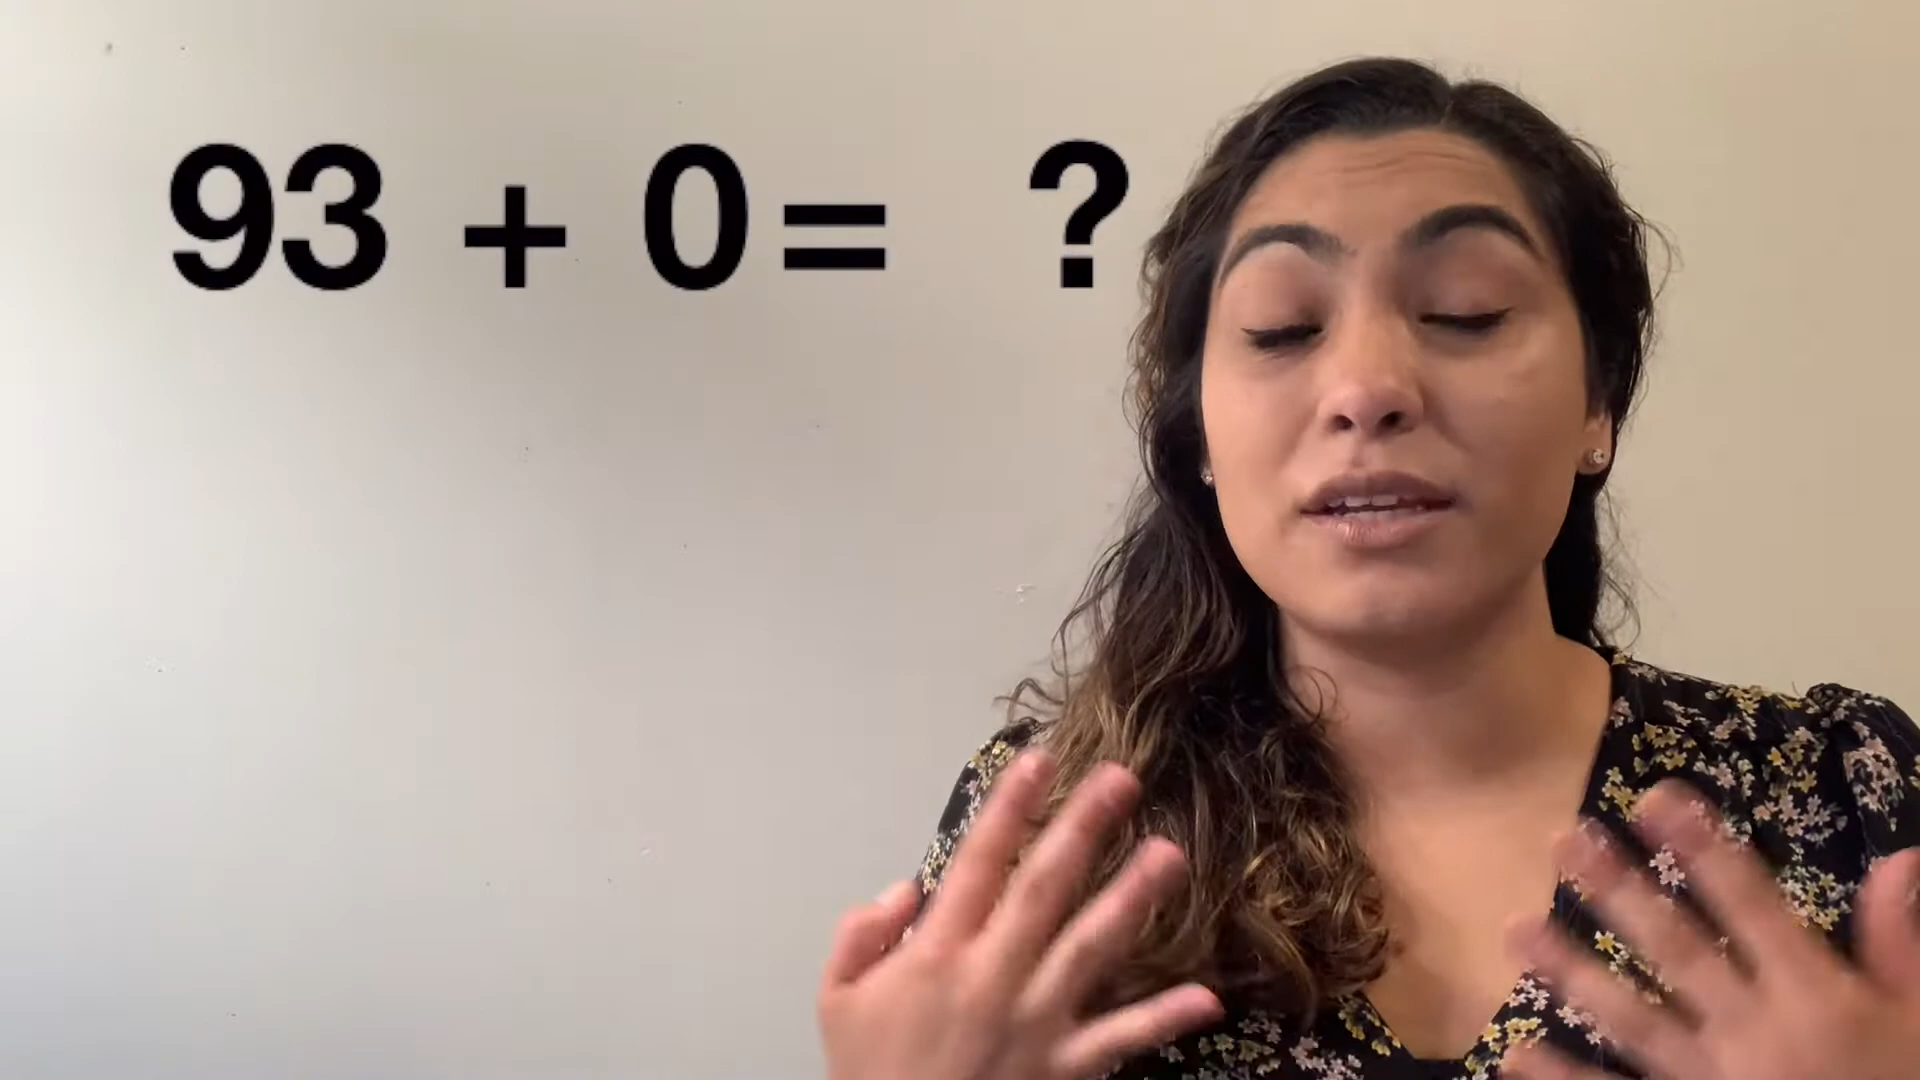 93 + 0 = ?